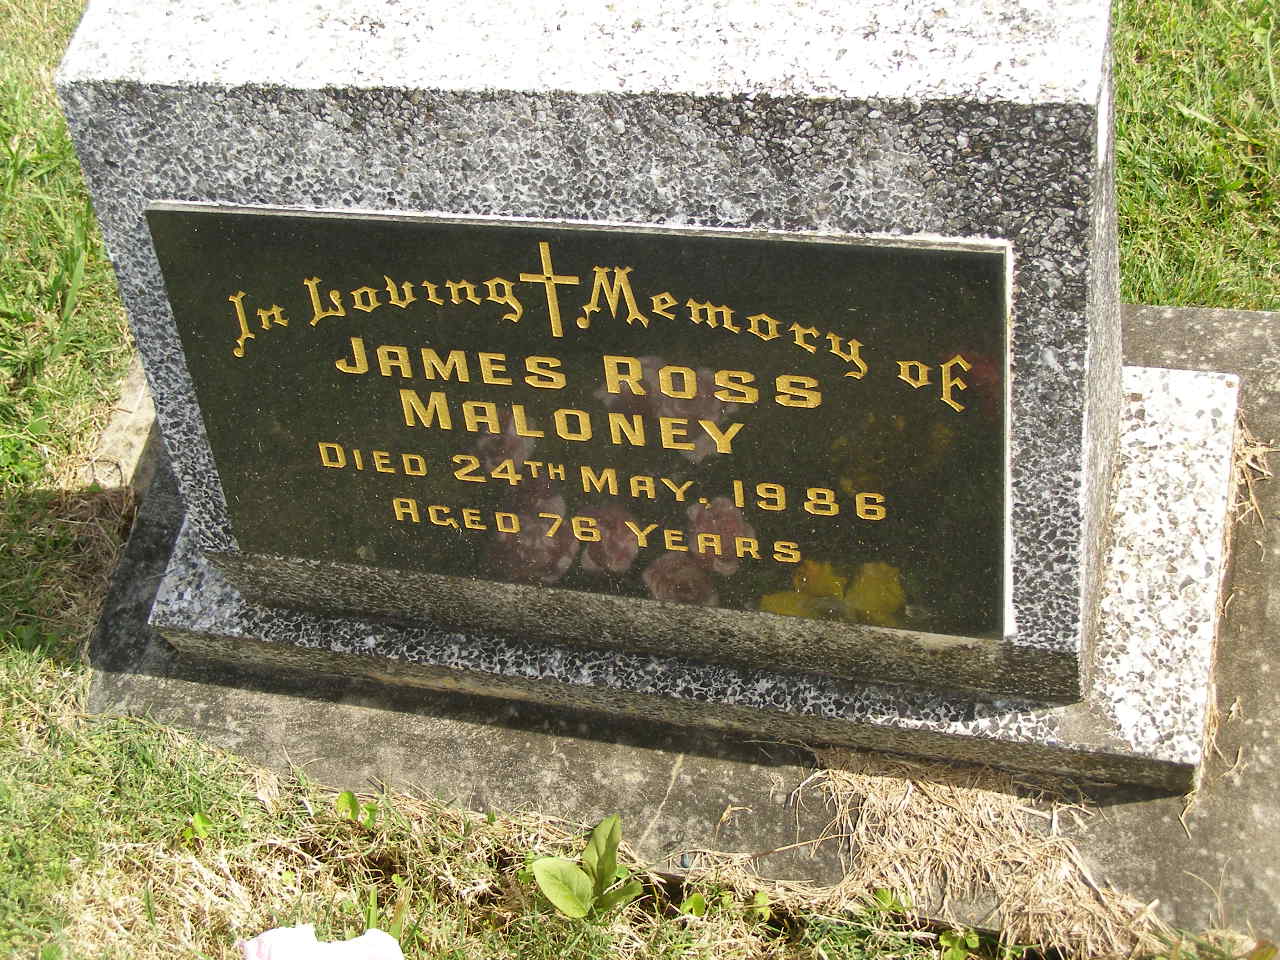 In Loving Memory of
JAMES ROSS
MALONEY
DIED 24TH MAY. 1986
AGED 76 YEARS